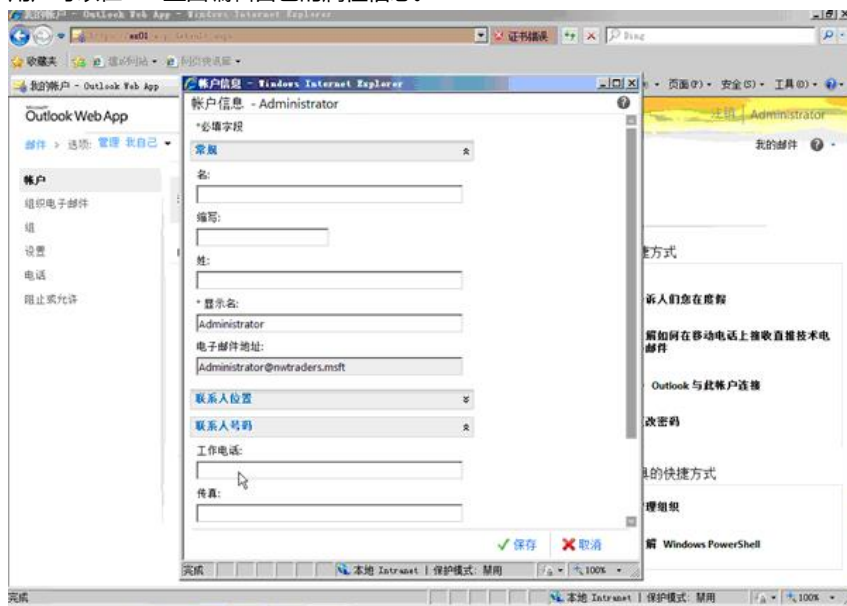 Outlook Web App - Windows Internet Explorer
证书错误
Bing
收藏夹
我的帐户 - Outlook Web App
页面(P)
安全(S)
工具(O)
Outlook Web App
注销 | Administrator
邮件 > 选项: 管理 我自己
我的邮件
帐户
组织电子邮件
组
设置
电话
阻止或允许
帐户信息 - Windows Internet Explorer
帐户信息 - Administrator
*必填字段
常规
名:
缩写:
姓:
* 显示名:
Administrator
电子邮件地址:
Administrator@nwtraders.msft
联系人位置
联系人号码
工作电话:
传真:
保存
取消
完成
本地 Intranet | 保护模式: 禁用
100%
捷方式
诉人们您在度假
解如何在移动电话上接收直推技术电
邮件
Outlook 与此帐户连接
改密码
具的快捷方式
理组织
解 Windows PowerShell
完成
本地 Intranet | 保护模式: 禁用
100%